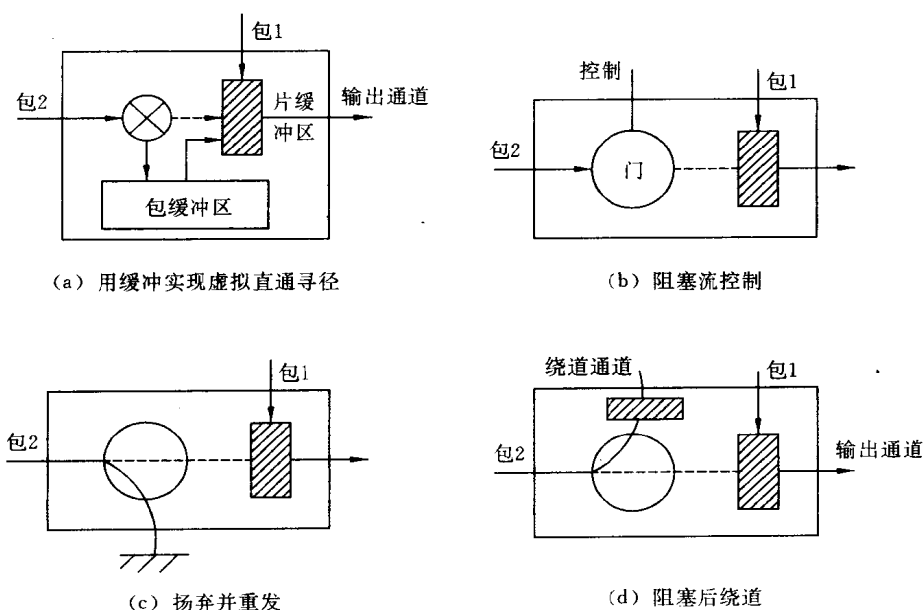 包1
包2
片缓
冲区
输出通道
包缓冲区
(a) 用缓冲实现虚拟直通寻径
控制
包1
包2
门
(b) 阻塞流控制
包1
包2
(c) 扬弃并重发
绕道通道
包1
包2
输出通道
(d) 阻塞后绕道